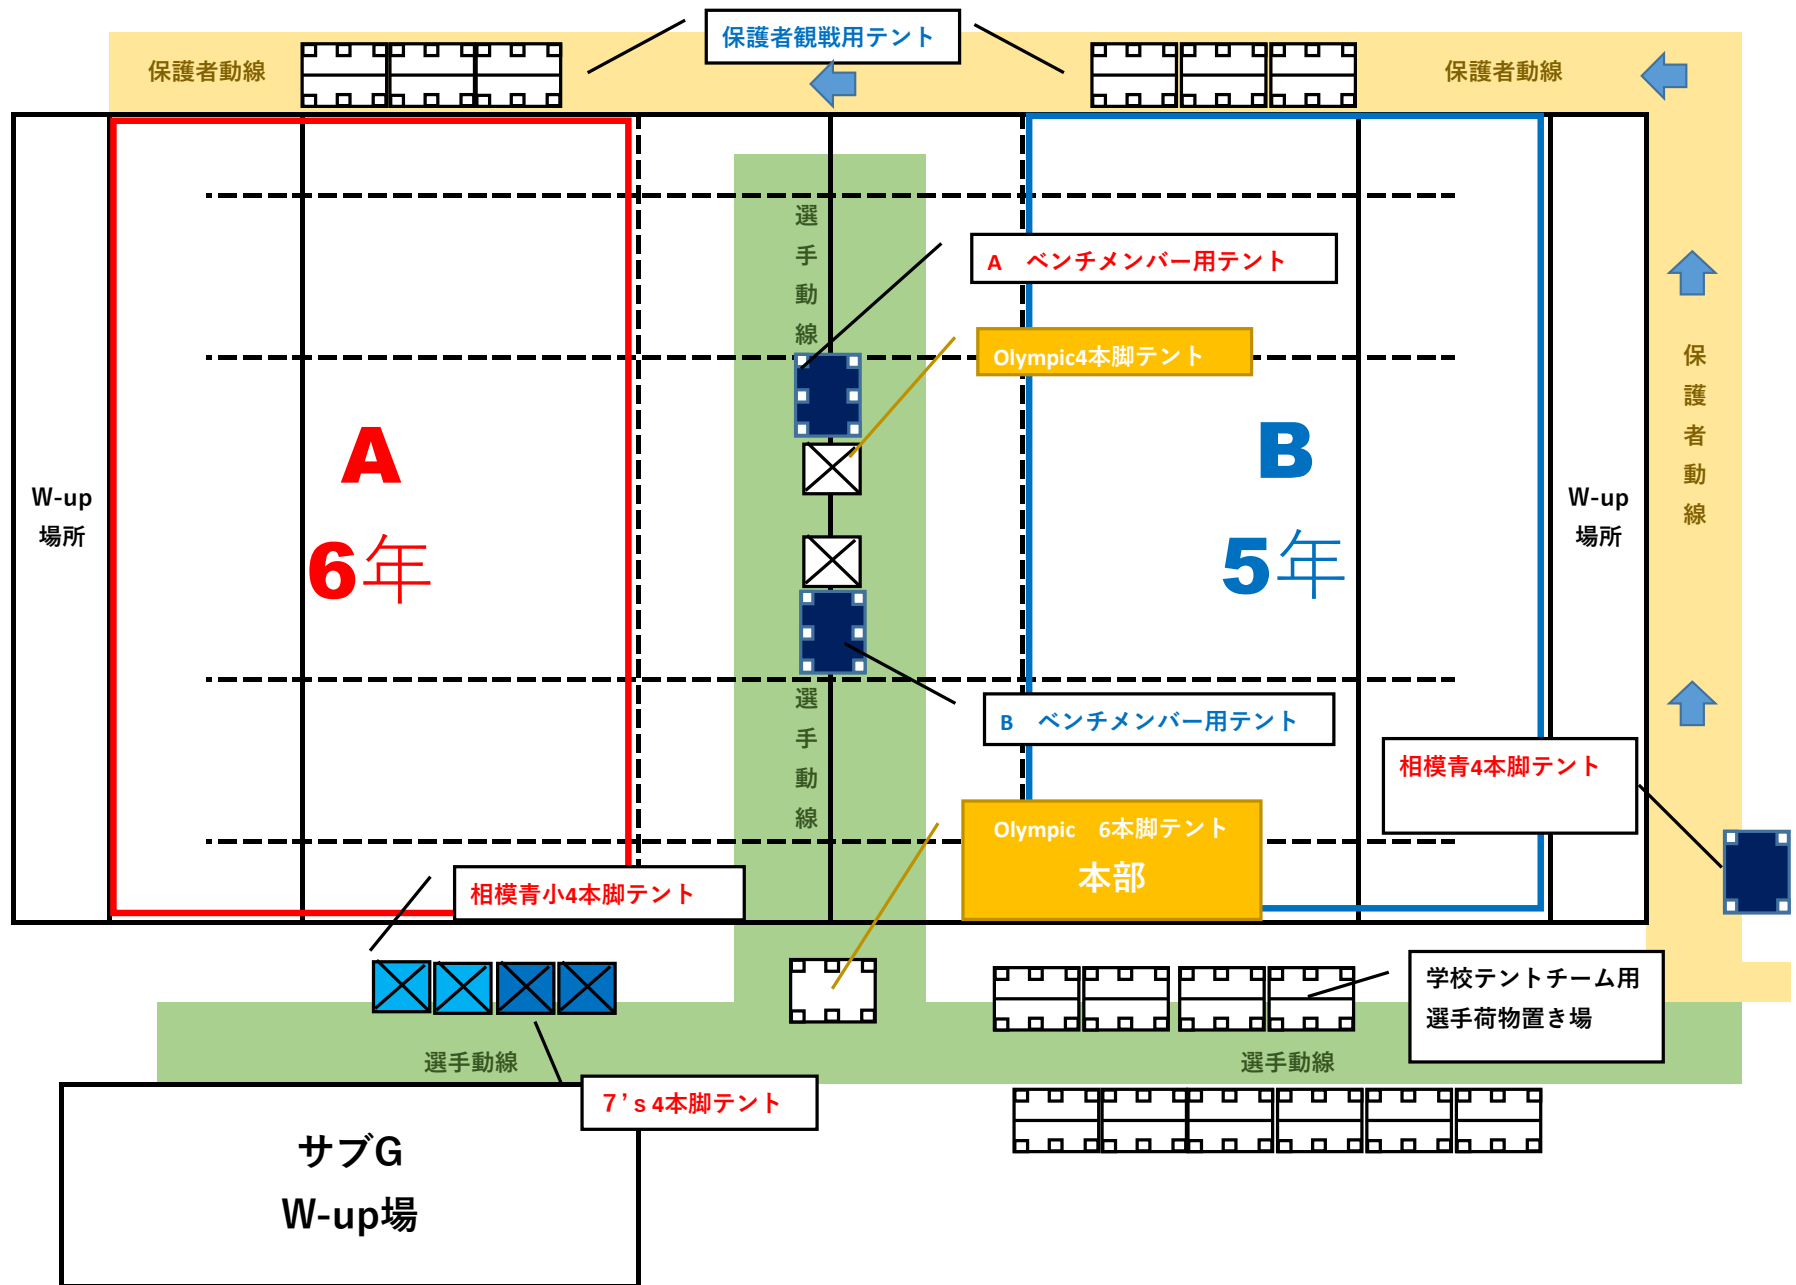 保護者観戦用テント
保護者動線
保護者動線
選手動線
A　ベンチメンバー用テント
Olympic4本脚テント
保護者動線
A
6年
B
5年
W-up
場所
W-up
場所
選手動線
B　ベンチメンバー用テント
相模青4本脚テント
Olympic　6本脚テント
本部
相模青小4本脚テント
学校テントチーム用
選手荷物置き場
選手動線
選手動線
７’ｓ4本脚テント
サブG
W-up場